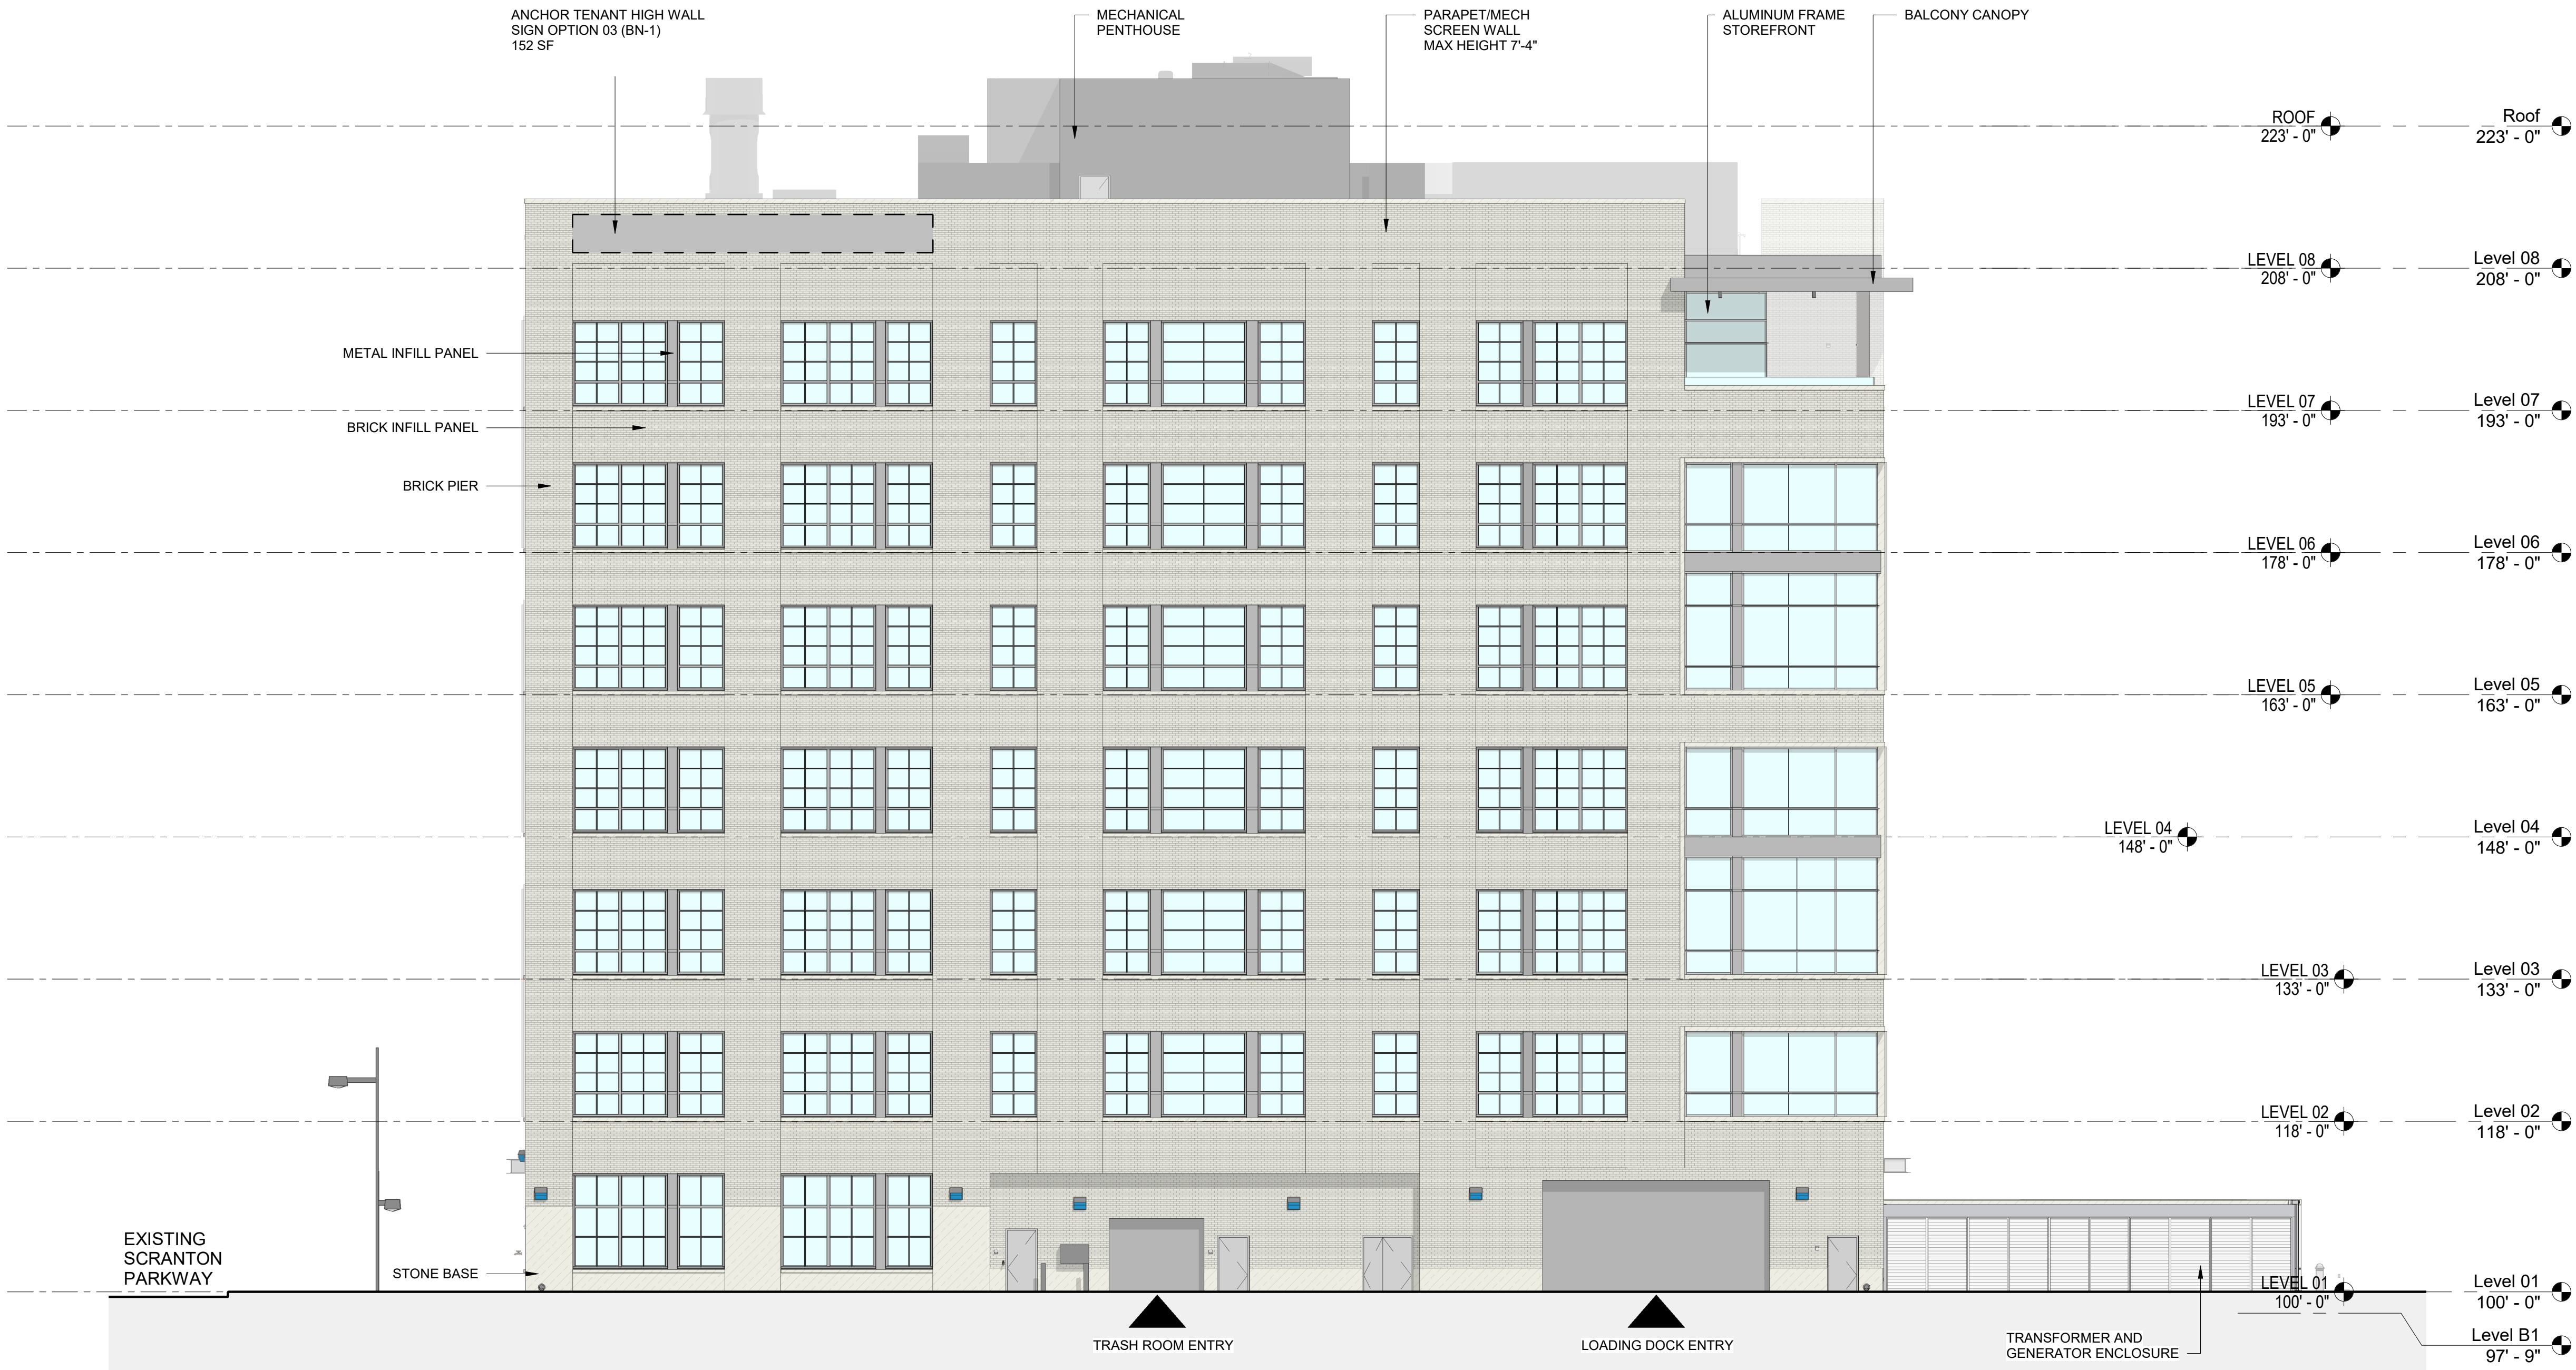 ANCHOR TENANT HIGH WALL
SIGN OPTION 03 (BN-1)
152 SF
MECHANICAL
PENTHOUSE
PARAPET/MECH
SCREEN WALL
MAX HEIGHT 7'-4"
ALUMINUM FRAME
STOREFRONT
BALCONY CANOPY
ROOF
223' - 0"
Roof
223' - 0"
LEVEL 08
208' - 0"
Level 08
208' - 0"
METAL INFILL PANEL
LEVEL 07
193' - 0"
Level 07
193' - 0"
BRICK INFILL PANEL
BRICK PIER
LEVEL 06
178' - 0"
Level 06
178' - 0"
LEVEL 05
163' - 0"
Level 05
163' - 0"
LEVEL 04
148' - 0"
Level 04
148' - 0"
LEVEL 03
133' - 0"
Level 03
133' - 0"
LEVEL 02
118' - 0"
Level 02
118' - 0"
EXISTING
SCRANTON
PARKWAY
STONE BASE
LEVEL 01
100' - 0"
Level 01
100' - 0"
TRASH ROOM ENTRY
LOADING DOCK ENTRY
TRANSFORMER AND
GENERATOR ENCLOSURE
Level B1
97' - 9"